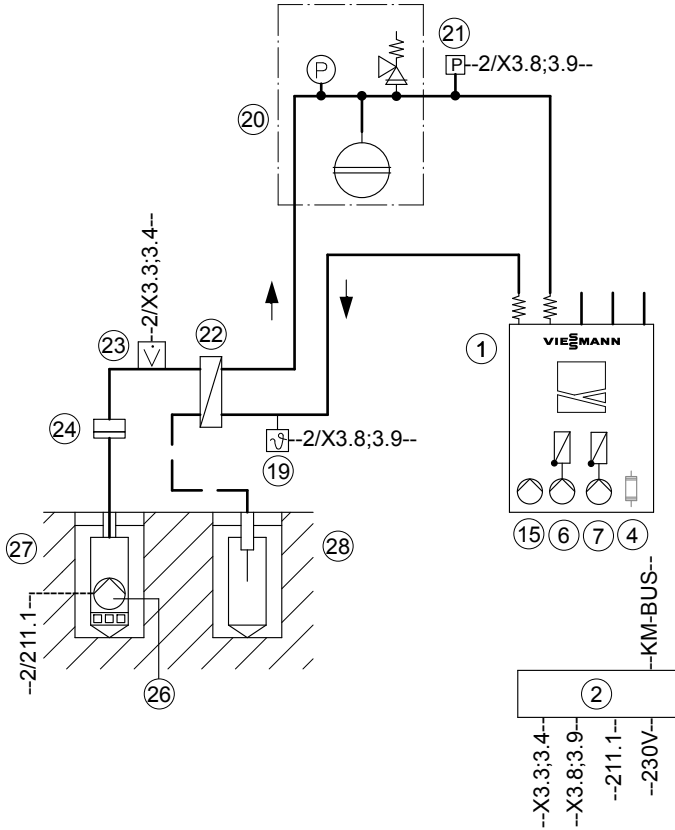 21
P
P
--2/X3.8;3.9--
20
--2/X3.3;3.4--
22
23
1
VIESSMANN
24
ϑ
--2/X3.8;3.9--
19
15
6
7
4
27
28
--2/211.1--
26
--KM-BUS--
2
--X3.3;3.4--
--X3.8;3.9--
--211.1--
--230V--